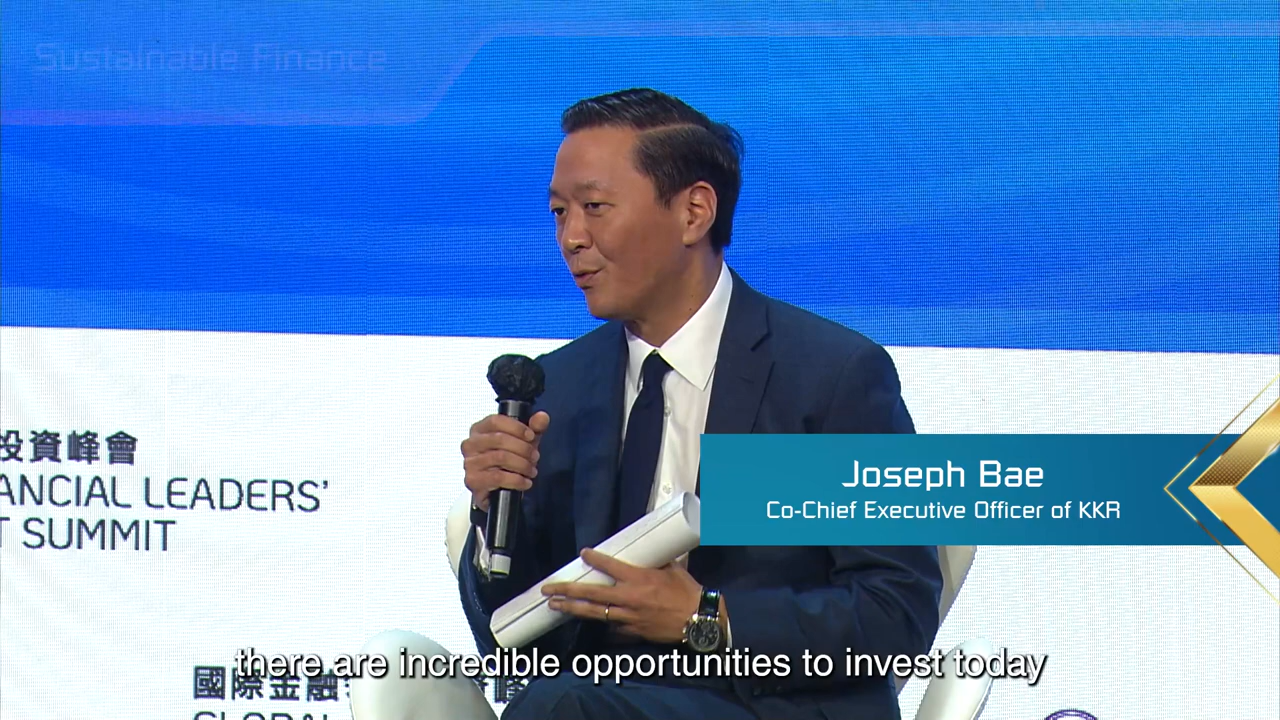 Sustainable Finance
投資峰會
ANCIAL LEADERS'
T SUMMIT
Joseph Bae
Co-Chief Executive Officer of KKR
there are incredible opportunities to invest today
國際金融
GLOBAL